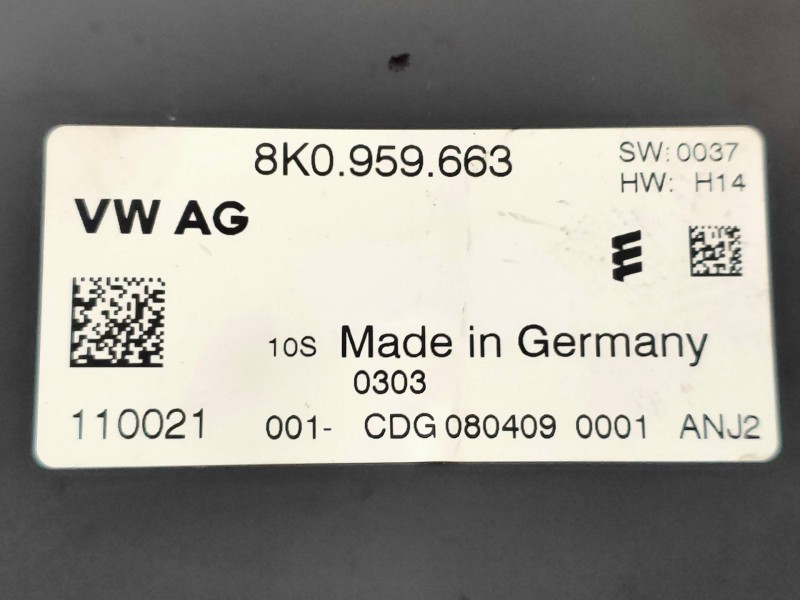 8K0.959.663
SW: 0037
HW: H14
VW AG
10S Made in Germany
0303
110021 001- CDG 080409 0001 ANJ2